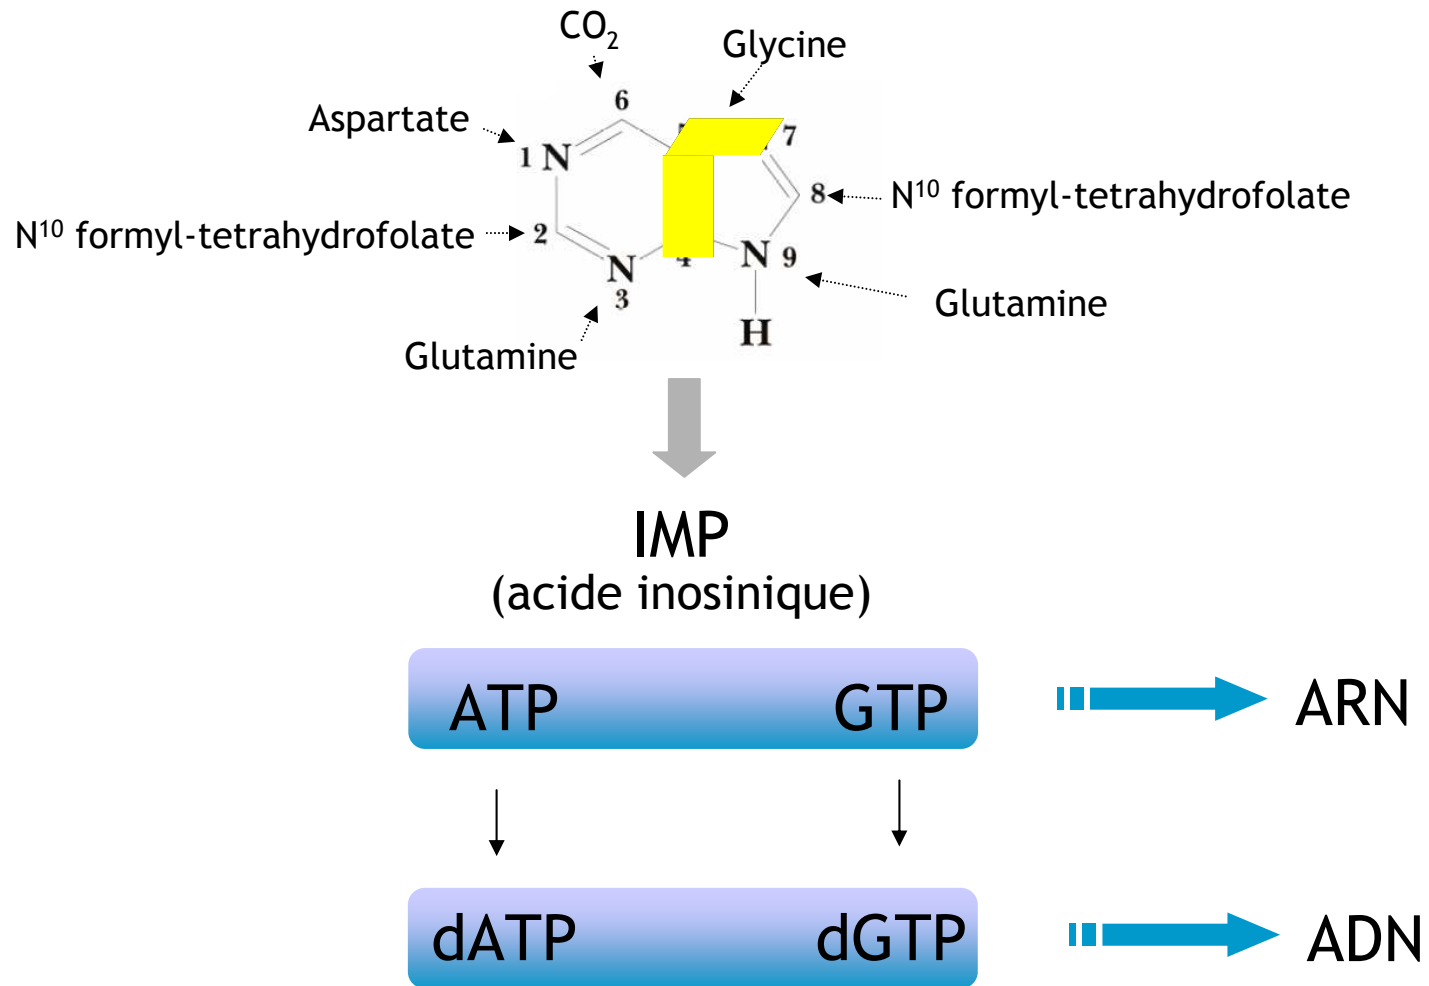 CO₂
Glycine
6
Aspartate
7
1 N
8
N¹⁰ formyl-tetrahydrofolate
N¹⁰ formyl-tetrahydrofolate
2
N
3
4
N 9
Glutamine
H
Glutamine
IMP
(acide inosinique)
ATP
GTP
ARN
dATP
dGTP
ADN